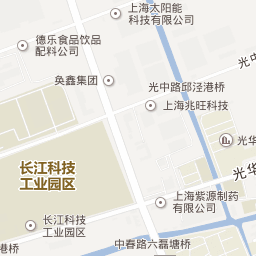 上海太阳能
科技有限公司
德乐食品饮品
配料公司
奂鑫集团
光中路邱泾港桥
光中
上海兆旺科技
光华
长江科技
工业园区
光华
上海紫源制药
有限公司
长江科技
工业园区
中春路六磊塘桥
港桥